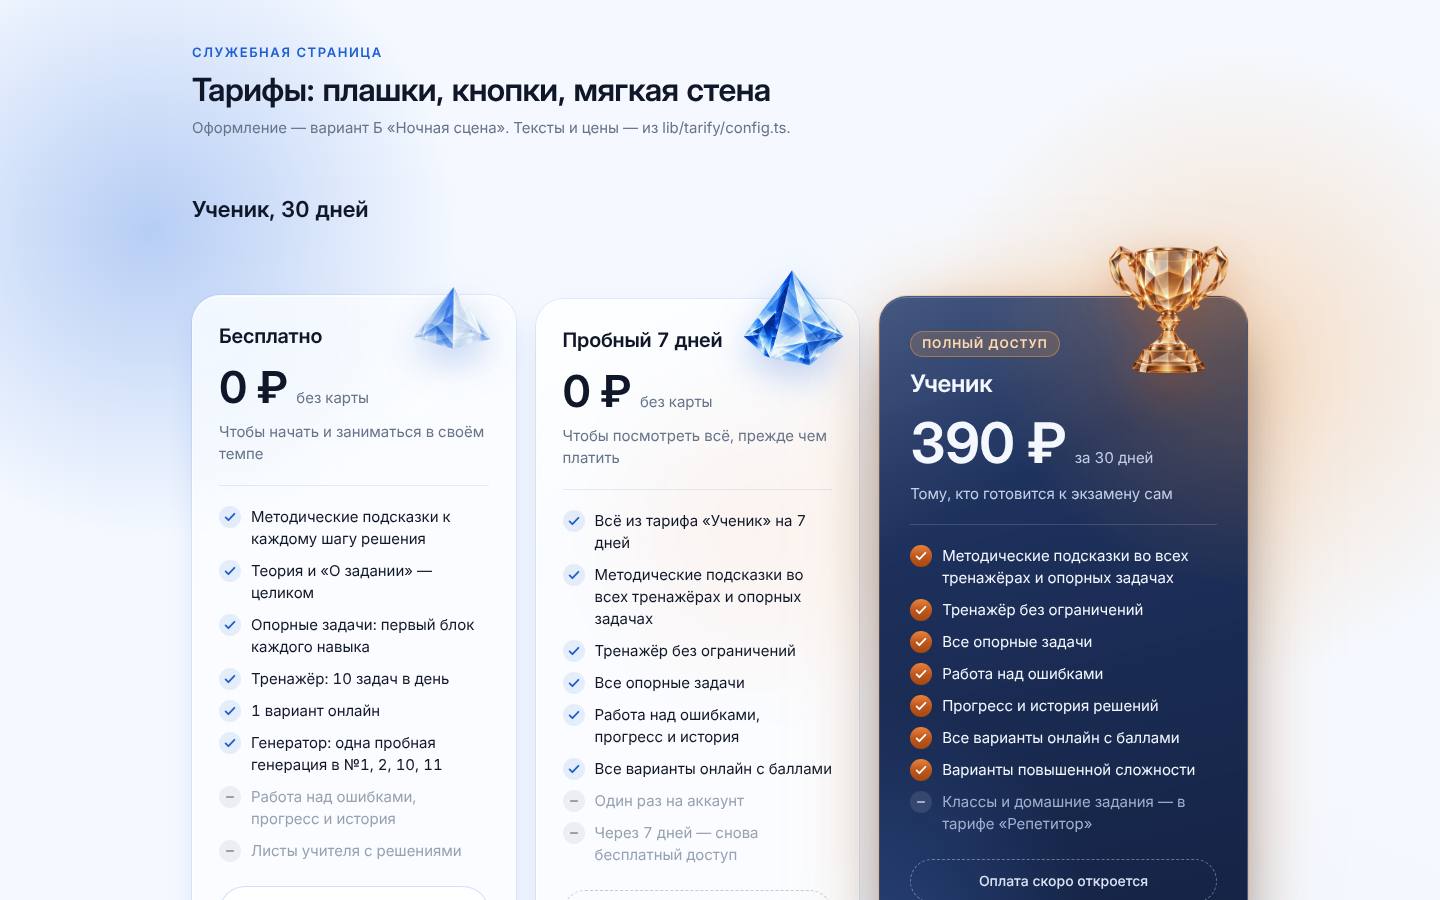 СЛУЖЕБНАЯ СТРАНИЦА
Тарифы: плашки, кнопки, мягкая стена
Оформление — вариант Б «Ночная сцена». Тексты и цены — из lib/tarify/config.ts.
Ученик, 30 дней
Бесплатно
0 ₽ без карты
Чтобы начать и заниматься в своём
темпе
Методические подсказки к
каждому шагу решения
Теория и «О задании» —
целиком
Опорные задачи: первый блок
каждого навыка
Тренажёр: 10 задач в день
1 вариант онлайн
Генератор: одна пробная
генерация в №1, 2, 10, 11
Работа над ошибками,
прогресс и история
Листы учителя с решениями
Пробный 7 дней
0 ₽ без карты
Чтобы посмотреть всё, прежде чем
платить
Всё из тарифа «Ученик» на 7
дней
Методические подсказки во
всех тренажёрах и опорных
задачах
Тренажёр без ограничений
Все опорные задачи
Работа над ошибками,
прогресс и история
Все варианты онлайн с баллами
Один раз на аккаунт
Через 7 дней — снова
бесплатный доступ
ПОЛНЫЙ ДОСТУП
Ученик
390 ₽ за 30 дней
Тому, кто готовится к экзамену сам
Методические подсказки во всех
тренажёрах и опорных задачах
Тренажёр без ограничений
Все опорные задачи
Работа над ошибками
Прогресс и история решений
Все варианты онлайн с баллами
Варианты повышенной сложности
Классы и домашние задания — в
тарифе «Репетитор»
Оплата скоро откроется